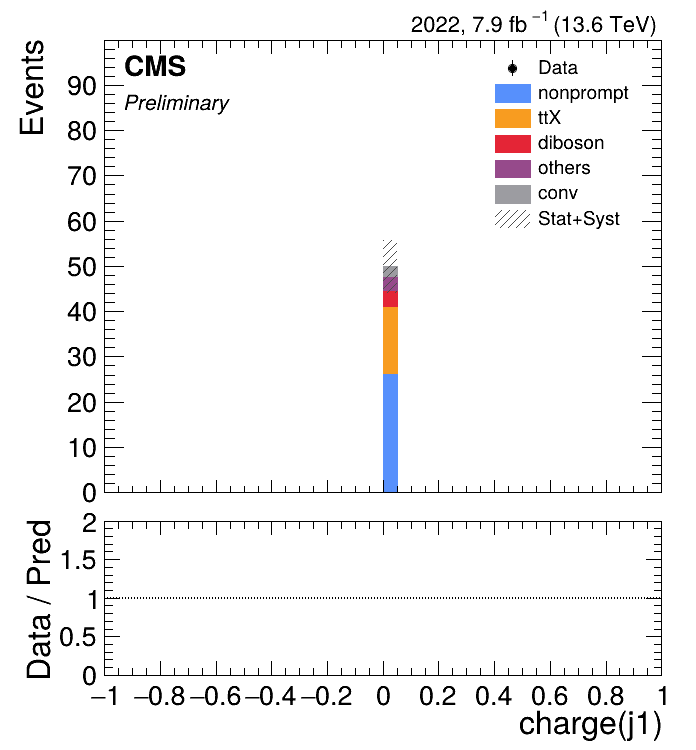 2022, 7.9 fb⁻¹ (13.6 TeV)
CMS
Preliminary
Data
nonprompt
ttX
diboson
others
conv
Stat+Syst
Events
90
80
70
60
50
40
30
20
10
0
Data / Pred
2
1.5
1
0.5
0
−1 −0.8 −0.6 −0.4 −0.2 0 0.2 0.4 0.6 0.8 1
charge(j1)